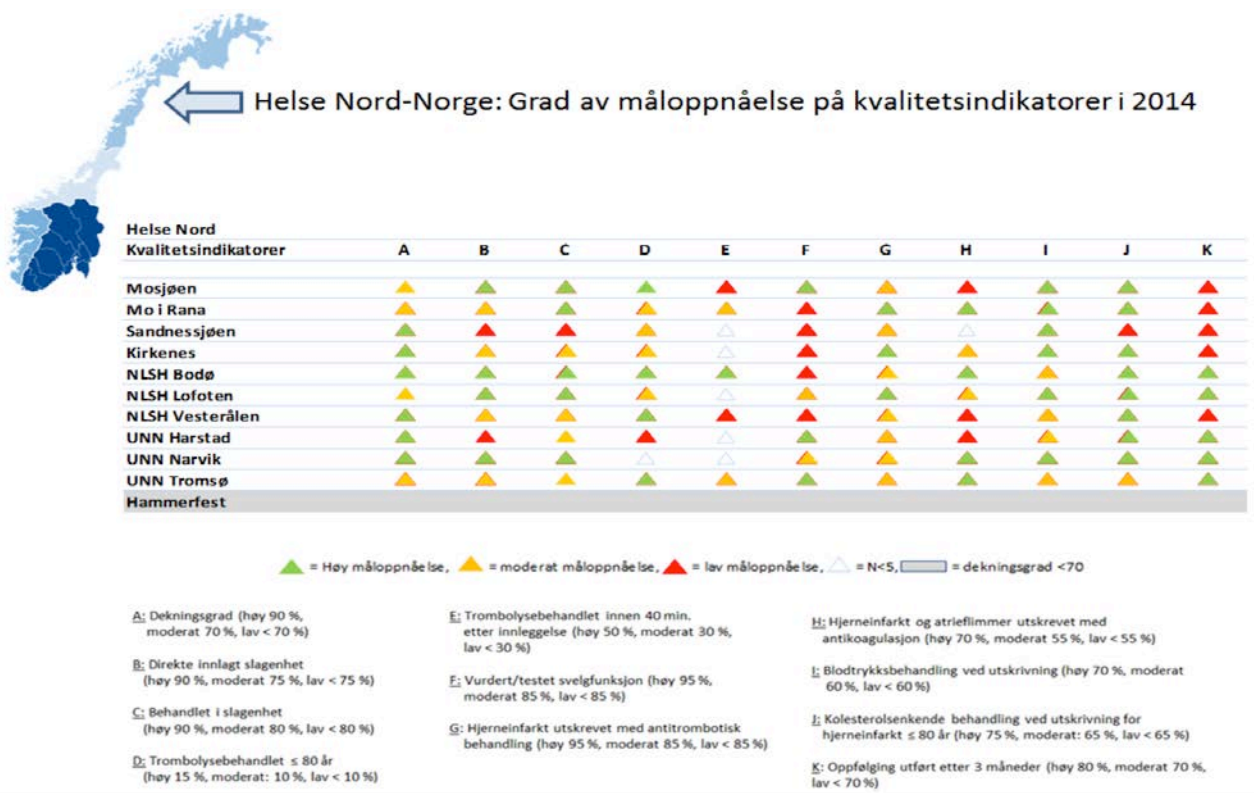 Helse Nord-Norge: Grad av måloppnåelse på kvalitetsindikatorer i 2014
Helse Nord
Kvalitetsindikatorer A B C D E F G H I J K
Mosjøen
Mo i Rana
Sandnessjøen
Kirkenes
NLSH Bodø
NLSH Lofoten
NLSH Vesterålen
UNN Harstad
UNN Narvik
UNN Tromsø
Hammerfest
= Høy måloppnåelse, = moderat måloppnåelse, = lav måloppnåelse, = N<5, = dekningsgrad <70
A: Dekningsgrad (høy 90 %,
moderat 70 %, lav < 70 %)
B: Direkte innlagt slagenhet
(høy 90 %, moderat 75 %, lav < 75 %)
C: Behandlet i slagenhet
(høy 90 %, moderat 80 %, lav < 80 %)
D: Trombolysebehandlet ≤ 80 år
(høy 15 %, moderat: 10 %, lav < 10 %)
E: Trombolysebehandlet innen 40 min.
etter innleggelse (høy 50 %, moderat 30 %,
lav < 30 %)
F: Vurdert/testet svelgfunksjon (høy 95 %,
moderat 85 %, lav < 85 %)
G: Hjerneinfarkt utskrevet med antitrombotisk
behandling (høy 95 %, moderat 85 %, lav < 85 %)
H: Hjerneinfarkt og atrieflimmer utskrevet med
antikoagulasjon (høy 70 %, moderat 55 %, lav < 55 %)
I: Blodtrykksbehandling ved utskrivning (høy 70 %, moderat
60 %, lav < 60 %)
J: Kolesterolsenkende behandling ved utskrivning for
hjerneinfarkt ≤ 80 år (høy 75 %, moderat: 65 %, lav < 65 %)
K: Oppfølging utført etter 3 måneder (høy 80 %, moderat 70 %,
lav < 70 %)